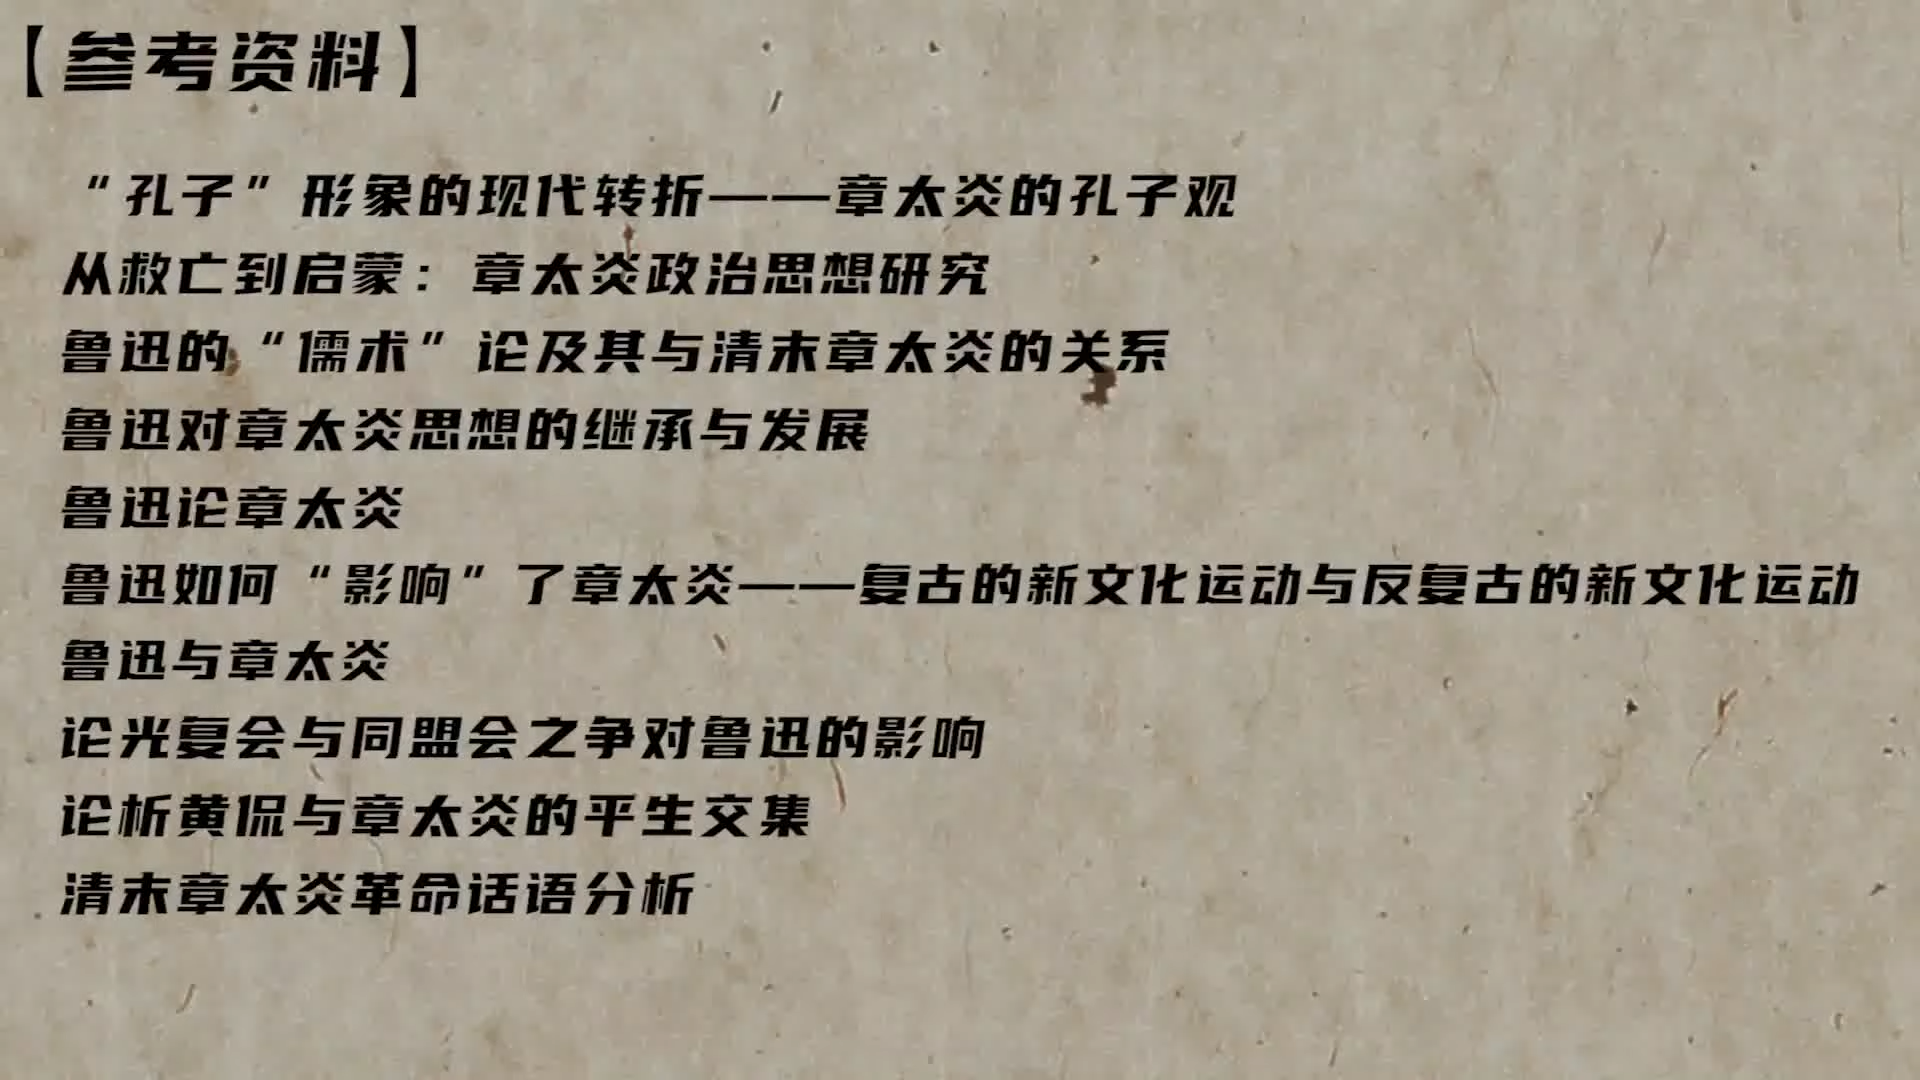 【参考资料】
“孔子”形象的现代转折——章太炎的孔子观
从救亡到启蒙：章太炎政治思想研究
鲁迅的“儒术”论及其与清末章太炎的关系
鲁迅对章太炎思想的继承与发展
鲁迅论章太炎
鲁迅如何“影响”了章太炎——复古的新文化运动与反复古的新文化运动
鲁迅与章太炎
论光复会与同盟会之争对鲁迅的影响
论析黄侃与章太炎的平生交集
清末章太炎革命话语分析